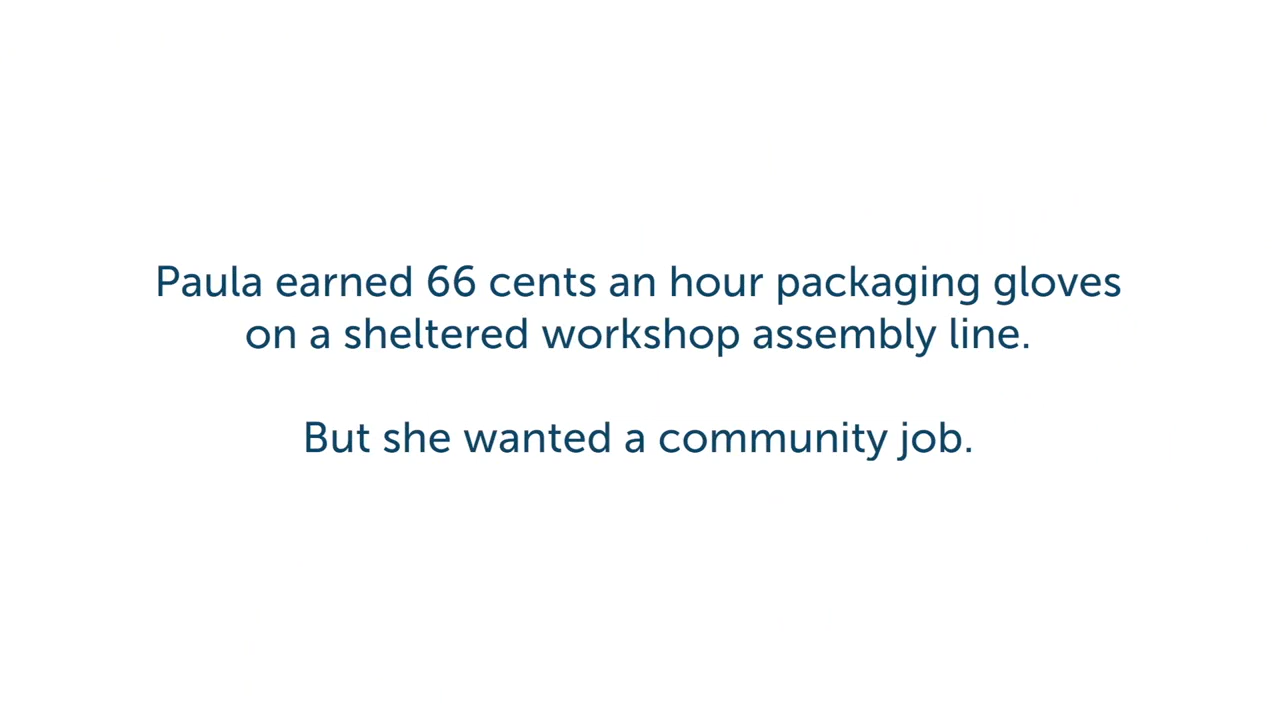 Paula earned 66 cents an hour packaging gloves
on a sheltered workshop assembly line.
But she wanted a community job.